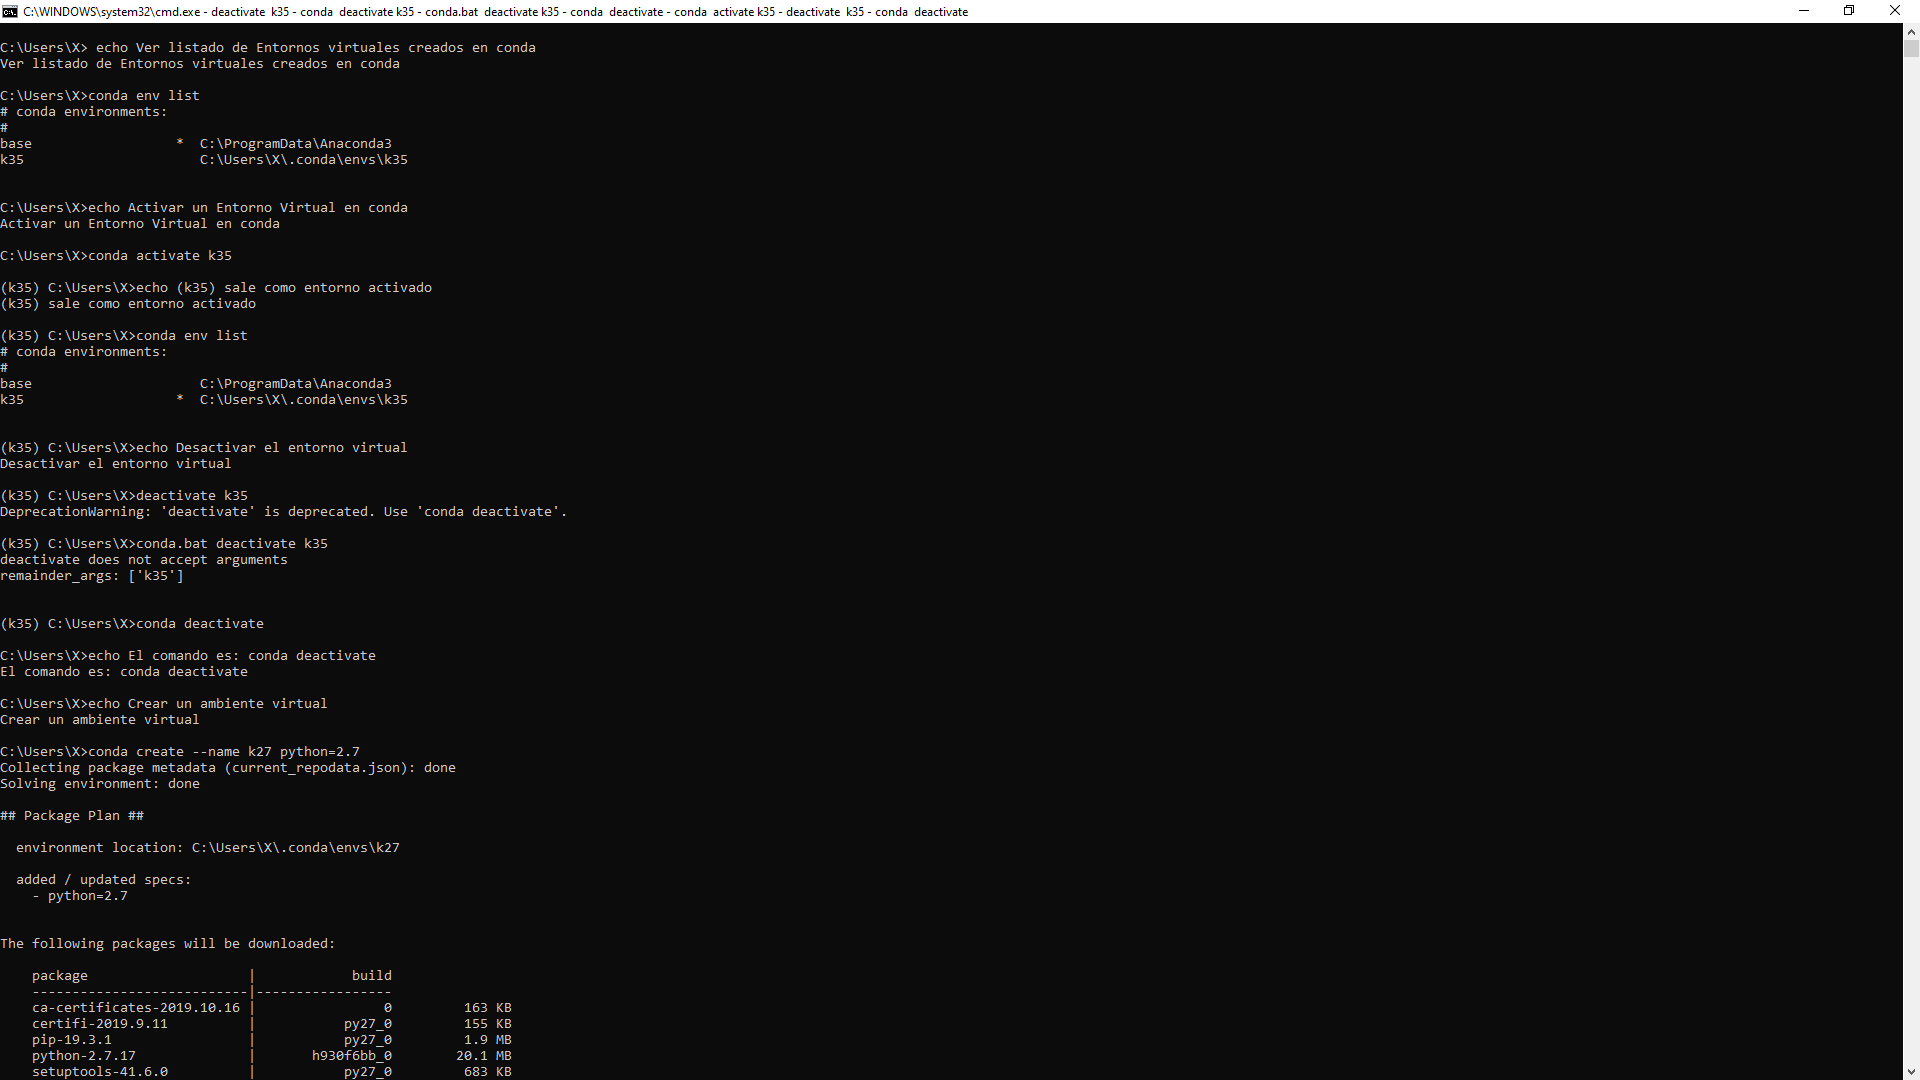 C:\WINDOWS\system32\cmd.exe - deactivate  k35 - conda  deactivate k35 - conda.bat  deactivate k35 - conda  deactivate - conda  activate k35 - deactivate  k35 - conda  deactivate
C:\Users\X> echo Ver listado de Entornos virtuales creados en conda
Ver listado de Entornos virtuales creados en conda
C:\Users\X>conda env list
# conda environments:
#
base                  *  C:\ProgramData\Anaconda3
k35                      C:\Users\X\.conda\envs\k35
C:\Users\X>echo Activar un Entorno Virtual en conda
Activar un Entorno Virtual en conda
C:\Users\X>conda activate k35
(k35) C:\Users\X>echo (k35) sale como entorno activado
(k35) sale como entorno activado
(k35) C:\Users\X>conda env list
# conda environments:
#
base                     C:\ProgramData\Anaconda3
k35                   *  C:\Users\X\.conda\envs\k35
(k35) C:\Users\X>echo Desactivar el entorno virtual
Desactivar el entorno virtual
(k35) C:\Users\X>deactivate k35
DeprecationWarning: 'deactivate' is deprecated. Use 'conda deactivate'.
(k35) C:\Users\X>conda.bat deactivate k35
deactivate does not accept arguments
remainder_args: ['k35']
(k35) C:\Users\X>conda deactivate
C:\Users\X>echo El comando es: conda deactivate
El comando es: conda deactivate
C:\Users\X>echo Crear un ambiente virtual
Crear un ambiente virtual
C:\Users\X>conda create --name k27 python=2.7
Collecting package metadata (current_repodata.json): done
Solving environment: done
## Package Plan ##
  environment location: C:\Users\X\.conda\envs\k27
  added / updated specs:
    - python=2.7
The following packages will be downloaded:
    package                    |            build
    ---------------------------|-----------------
    ca-certificates-2019.10.16 |                0         163 KB
    certifi-2019.9.11          |           py27_0         155 KB
    pip-19.3.1                 |           py27_0         1.9 MB
    python-2.7.17              |       h930f6bb_0        20.1 MB
    setuptools-41.6.0          |           py27_0         683 KB